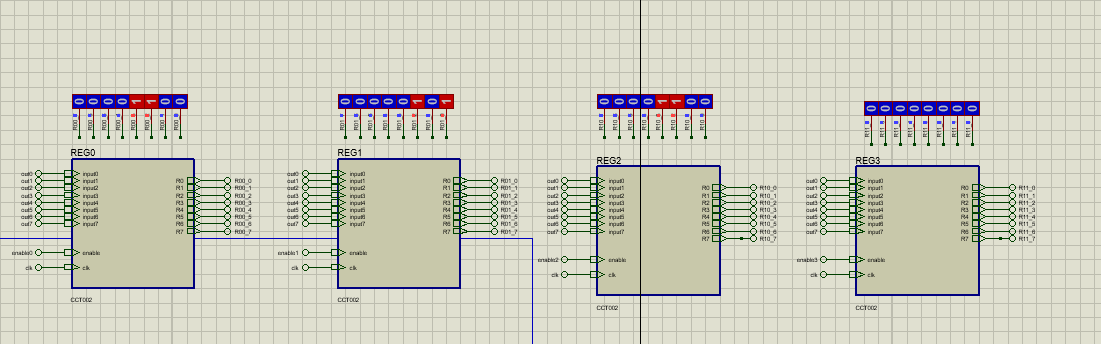 0 0 0 0 1 1 0 0
0 0 0 0 0 1 0 1
0 0 0 0 1 1 0 0
0 0 0 0 0 0 0 0
REG0
out0 input0
out1 input1
out2 input2
out3 input3
out4 input4
out5 input5
out6 input6
out7 input7
R0 R00_0
R1 R00_1
R2 R00_2
R3 R00_3
R4 R00_4
R5 R00_5
R6 R00_6
R7 R00_7
enable0 enable
clk clk
CCT002
REG1
out0 input0
out1 input1
out2 input2
out3 input3
out4 input4
out5 input5
out6 input6
out7 input7
R0 R01_0
R1 R01_1
R2 R01_2
R3 R01_3
R4 R01_4
R5 R01_5
R6 R01_6
R7 R01_7
enable1 enable
clk clk
CCT002
REG2
out0 input0
out1 input1
out2 input2
out3 input3
out4 input4
out5 input5
out6 input6
out7 input7
R0 R10_0
R1 R10_1
R2 R10_2
R3 R10_3
R4 R10_4
R5 R10_5
R6 R10_6
R7 R10_7
enable2 enable
clk clk
CCT002
REG3
out0 input0
out1 input1
out2 input2
out3 input3
out4 input4
out5 input5
out6 input6
out7 input7
R0 R11_0
R1 R11_1
R2 R11_2
R3 R11_3
R4 R11_4
R5 R11_5
R6 R11_6
R7 R11_7
enable3 enable
clk clk
CCT002